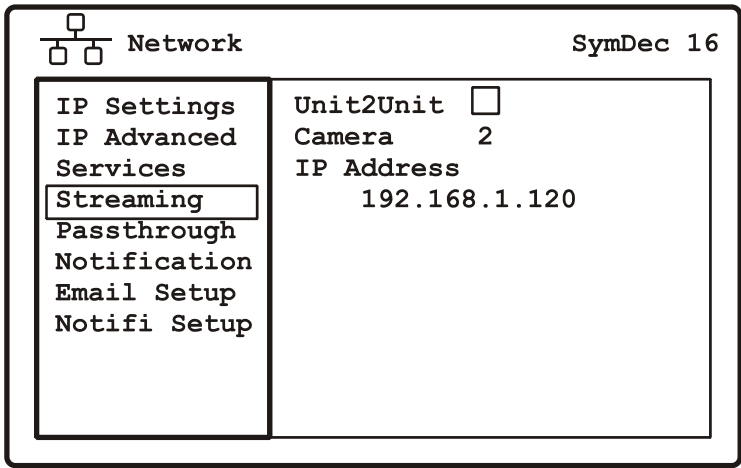 Network
SymDec 16
IP Settings
IP Advanced
Services
Streaming
Passthrough
Notification
Email Setup
Notifi Setup
Unit2Unit
Camera 2
IP Address
192.168.1.120